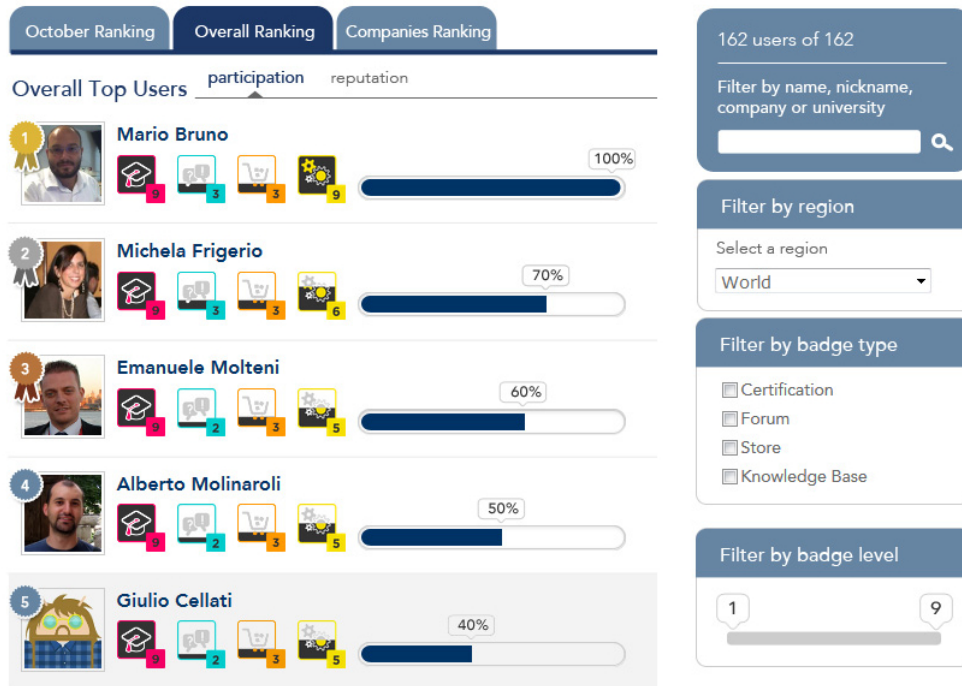 October Ranking
Overall Ranking
Companies Ranking
Overall Top Users
participation
reputation
1
Mario Bruno
9
3
3
9
100%
2
Michela Frigerio
9
3
3
6
70%
3
Emanuele Molteni
9
2
3
5
60%
4
Alberto Molinaroli
9
2
3
5
50%
5
Giulio Cellati
9
2
3
5
40%
162 users of 162
Filter by name, nickname,
company or university
Filter by region
Select a region
World
Filter by badge type
Certification
Forum
Store
Knowledge Base
Filter by badge level
1
9